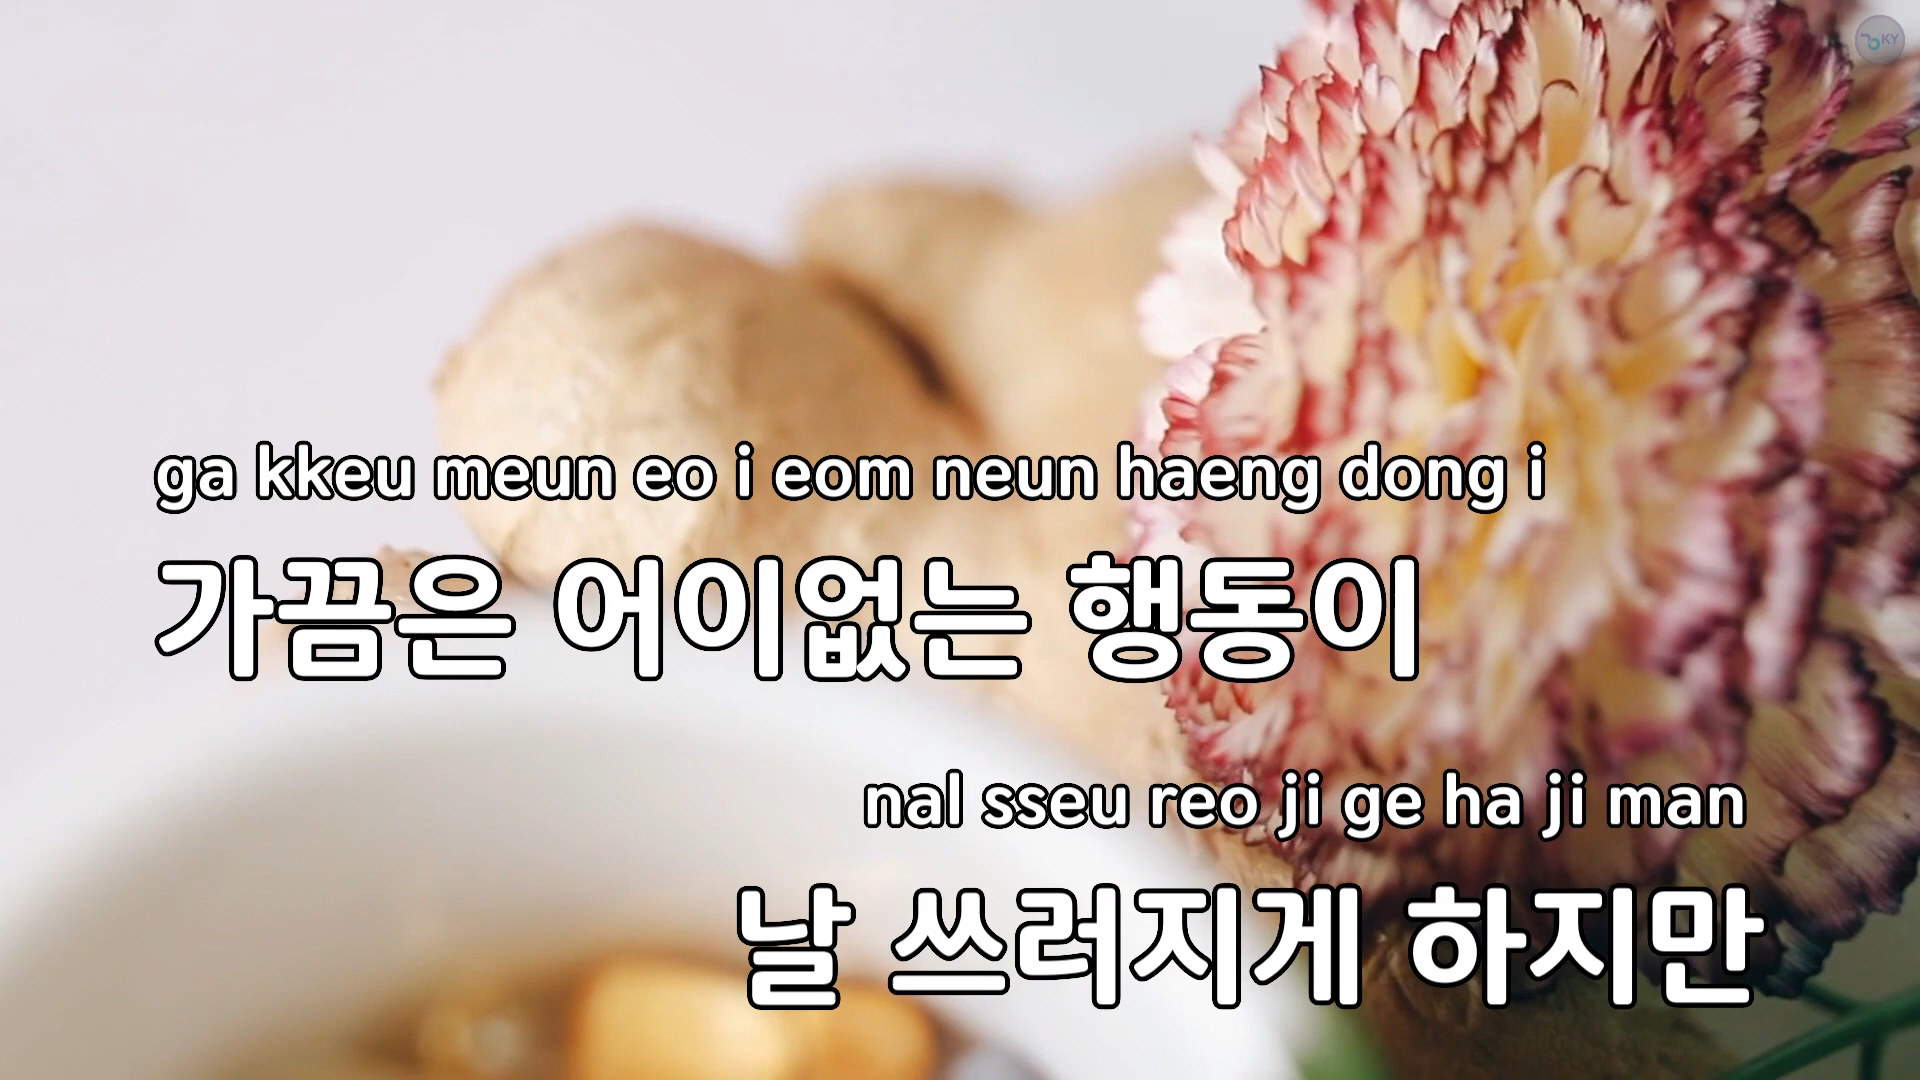 KY
ga kkeu meun eo i eom neun haeng dong i
가끔은 어이없는 행동이
nal sseu reo ji ge ha ji man
날 쓰러지게 하지만